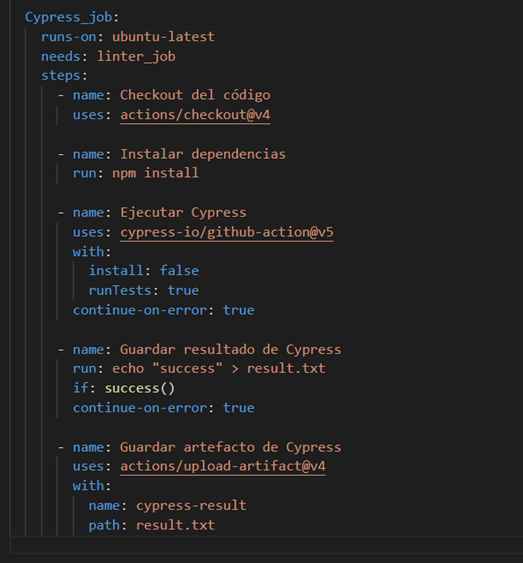 Cypress_job:
runs-on: ubuntu-latest
needs: linter_job
steps:
- name: Checkout del código
uses: actions/checkout@v4
- name: Instalar dependencias
run: npm install
- name: Ejecutar Cypress
uses: cypress-io/github-action@v5
with:
install: false
runTests: true
continue-on-error: true
- name: Guardar resultado de Cypress
run: echo "success" > result.txt
if: success()
continue-on-error: true
- name: Guardar artefacto de Cypress
uses: actions/upload-artifact@v4
with:
name: cypress-result
path: result.txt